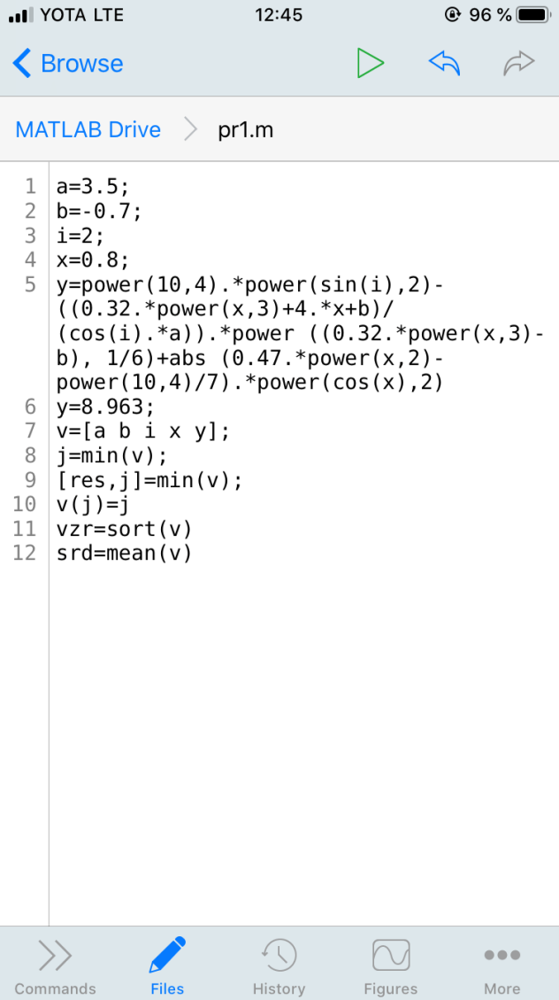 YOTA LTE 12:45 96 %
Browse
MATLAB Drive pr1.m
1 a=3.5;
2 b=-0.7;
3 i=2;
4 x=0.8;
5 y=power(10,4).*power(sin(i),2)-
((0.32.*power(x,3)+4.*x+b)/
(cos(i).*a)).*power ((0.32.*power(x,3)-
b), 1/6)+abs (0.47.*power(x,2)-
power(10,4)/7).*power(cos(x),2)
6 y=8.963;
7 v=[a b i x y];
8 j=min(v);
9 [res,j]=min(v);
10 v(j)=j
11 vzr=sort(v)
12 srd=mean(v)
Commands Files History Figures More